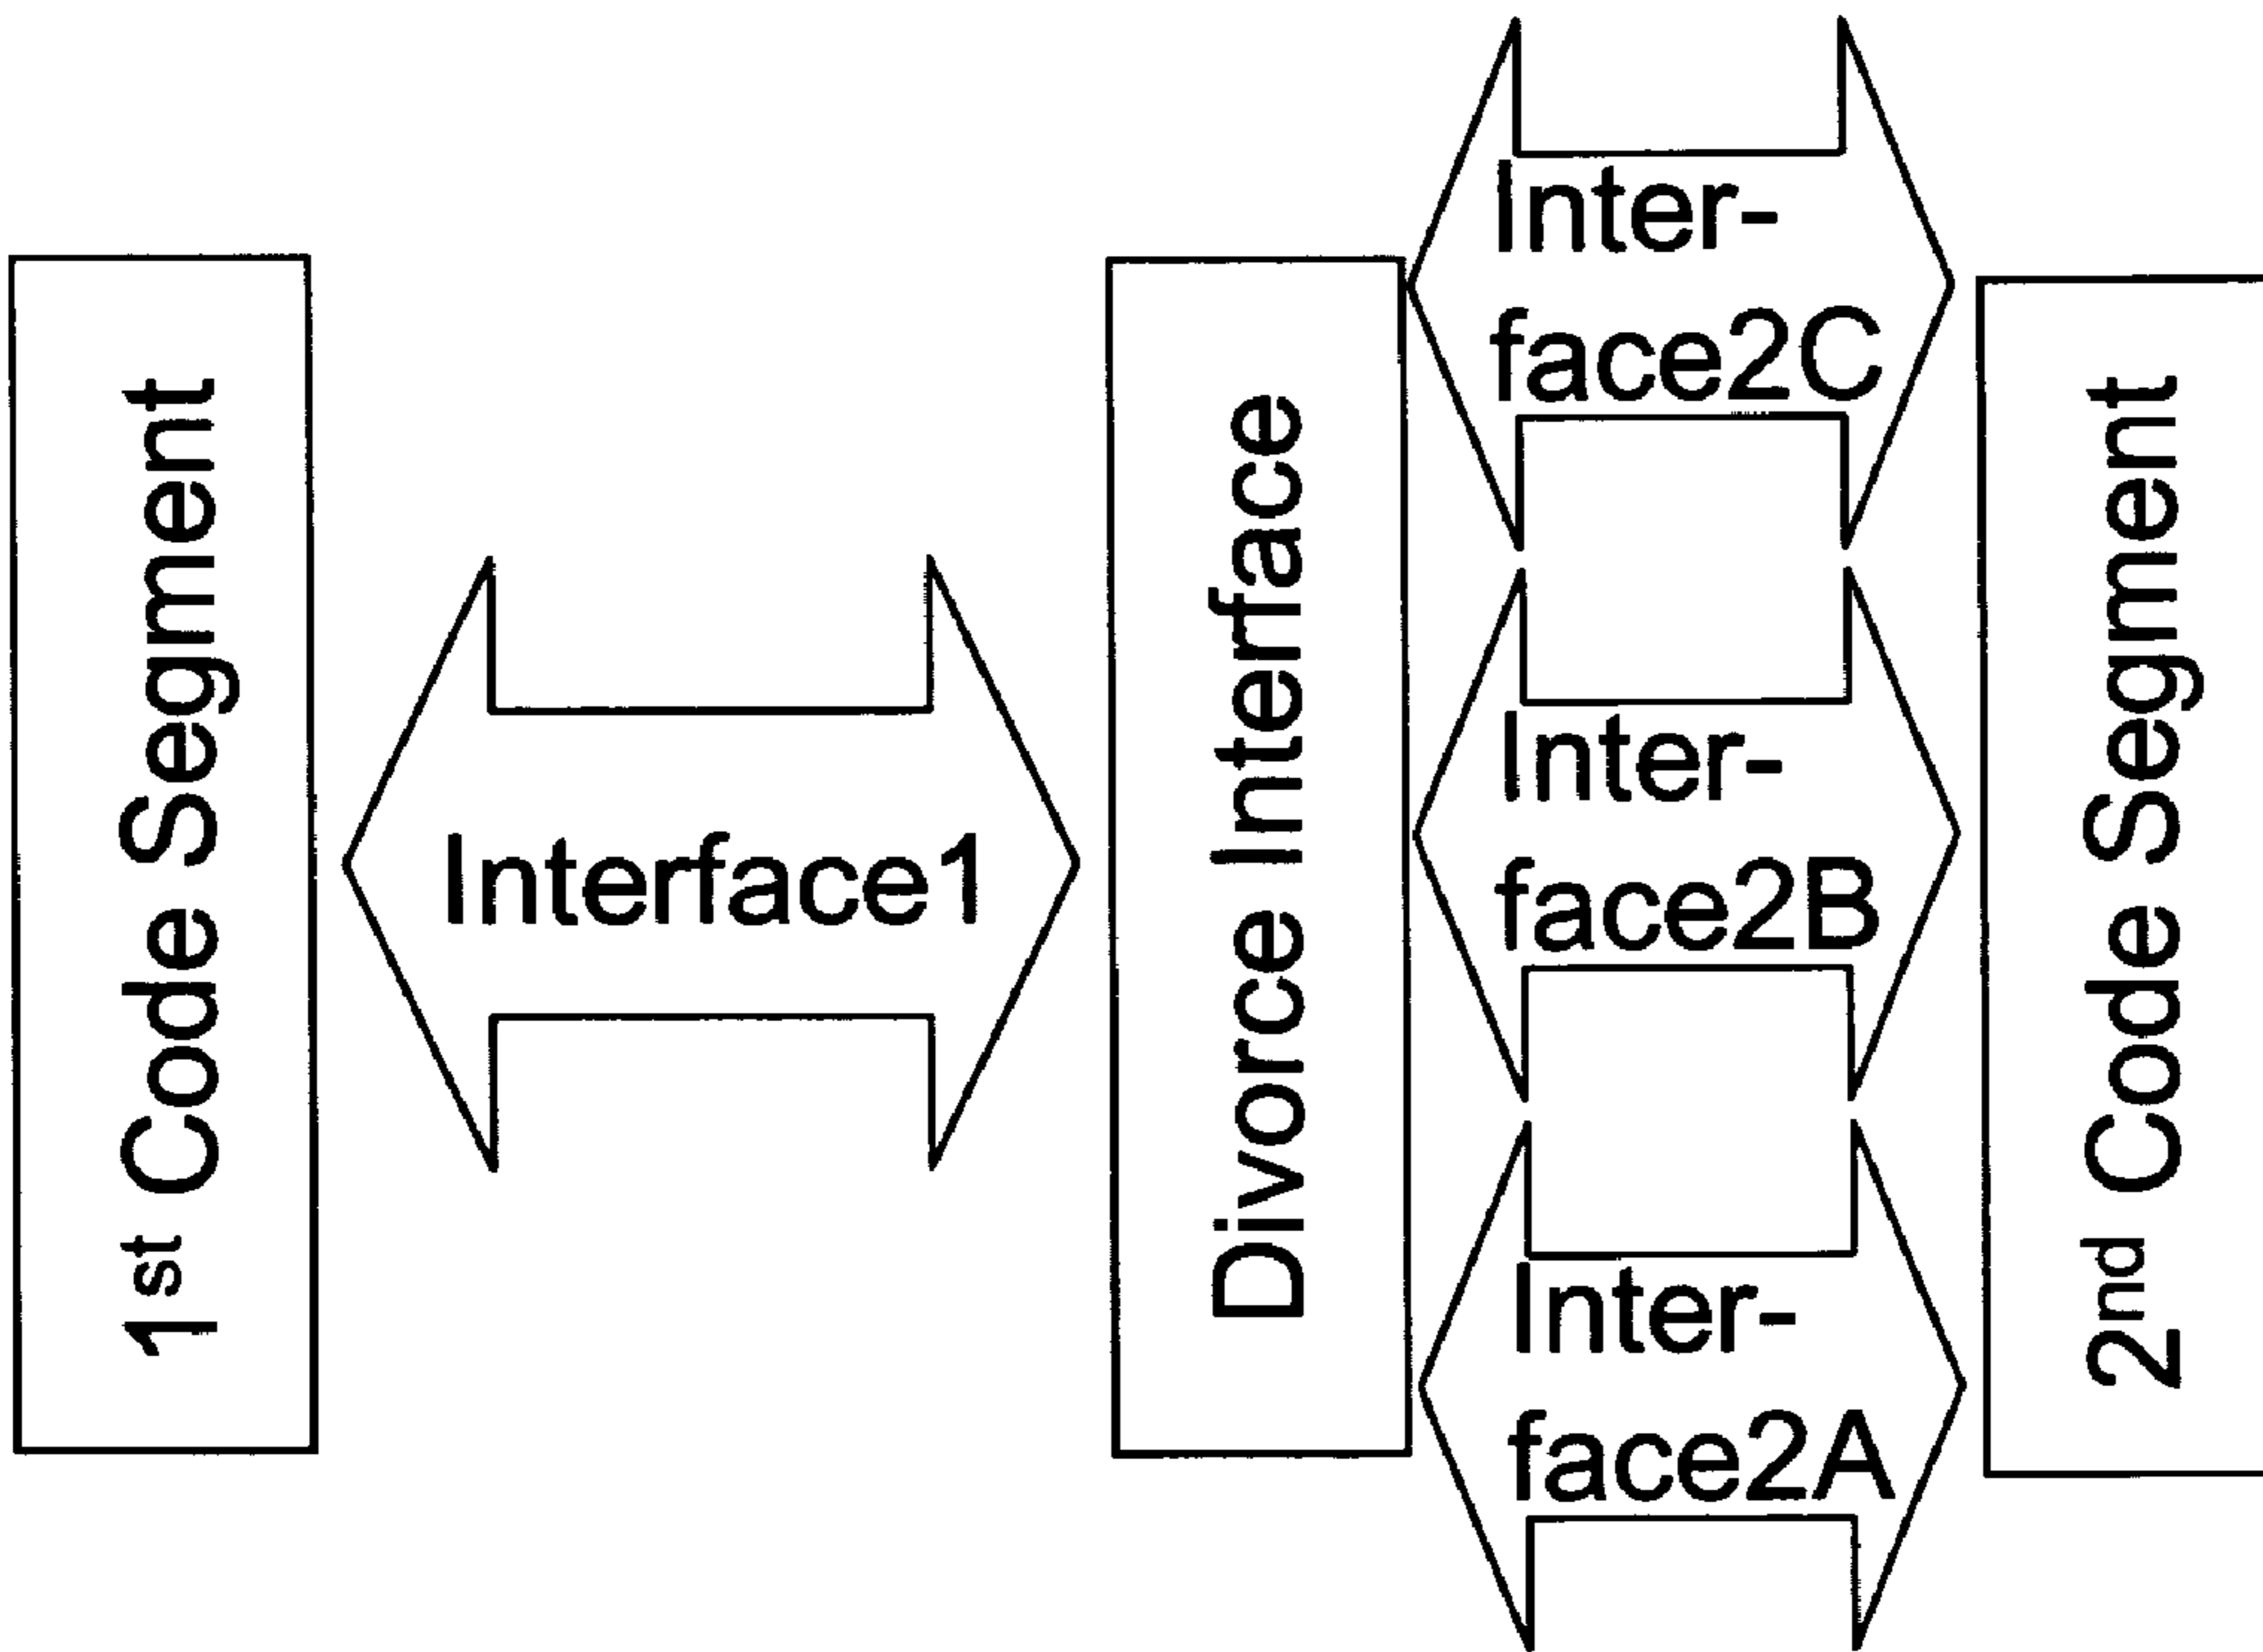 1st Code Segment
Interface1
Divorce Interface
Inter-
face2C
Inter-
face2B
Inter-
face2A
2nd Code Segment